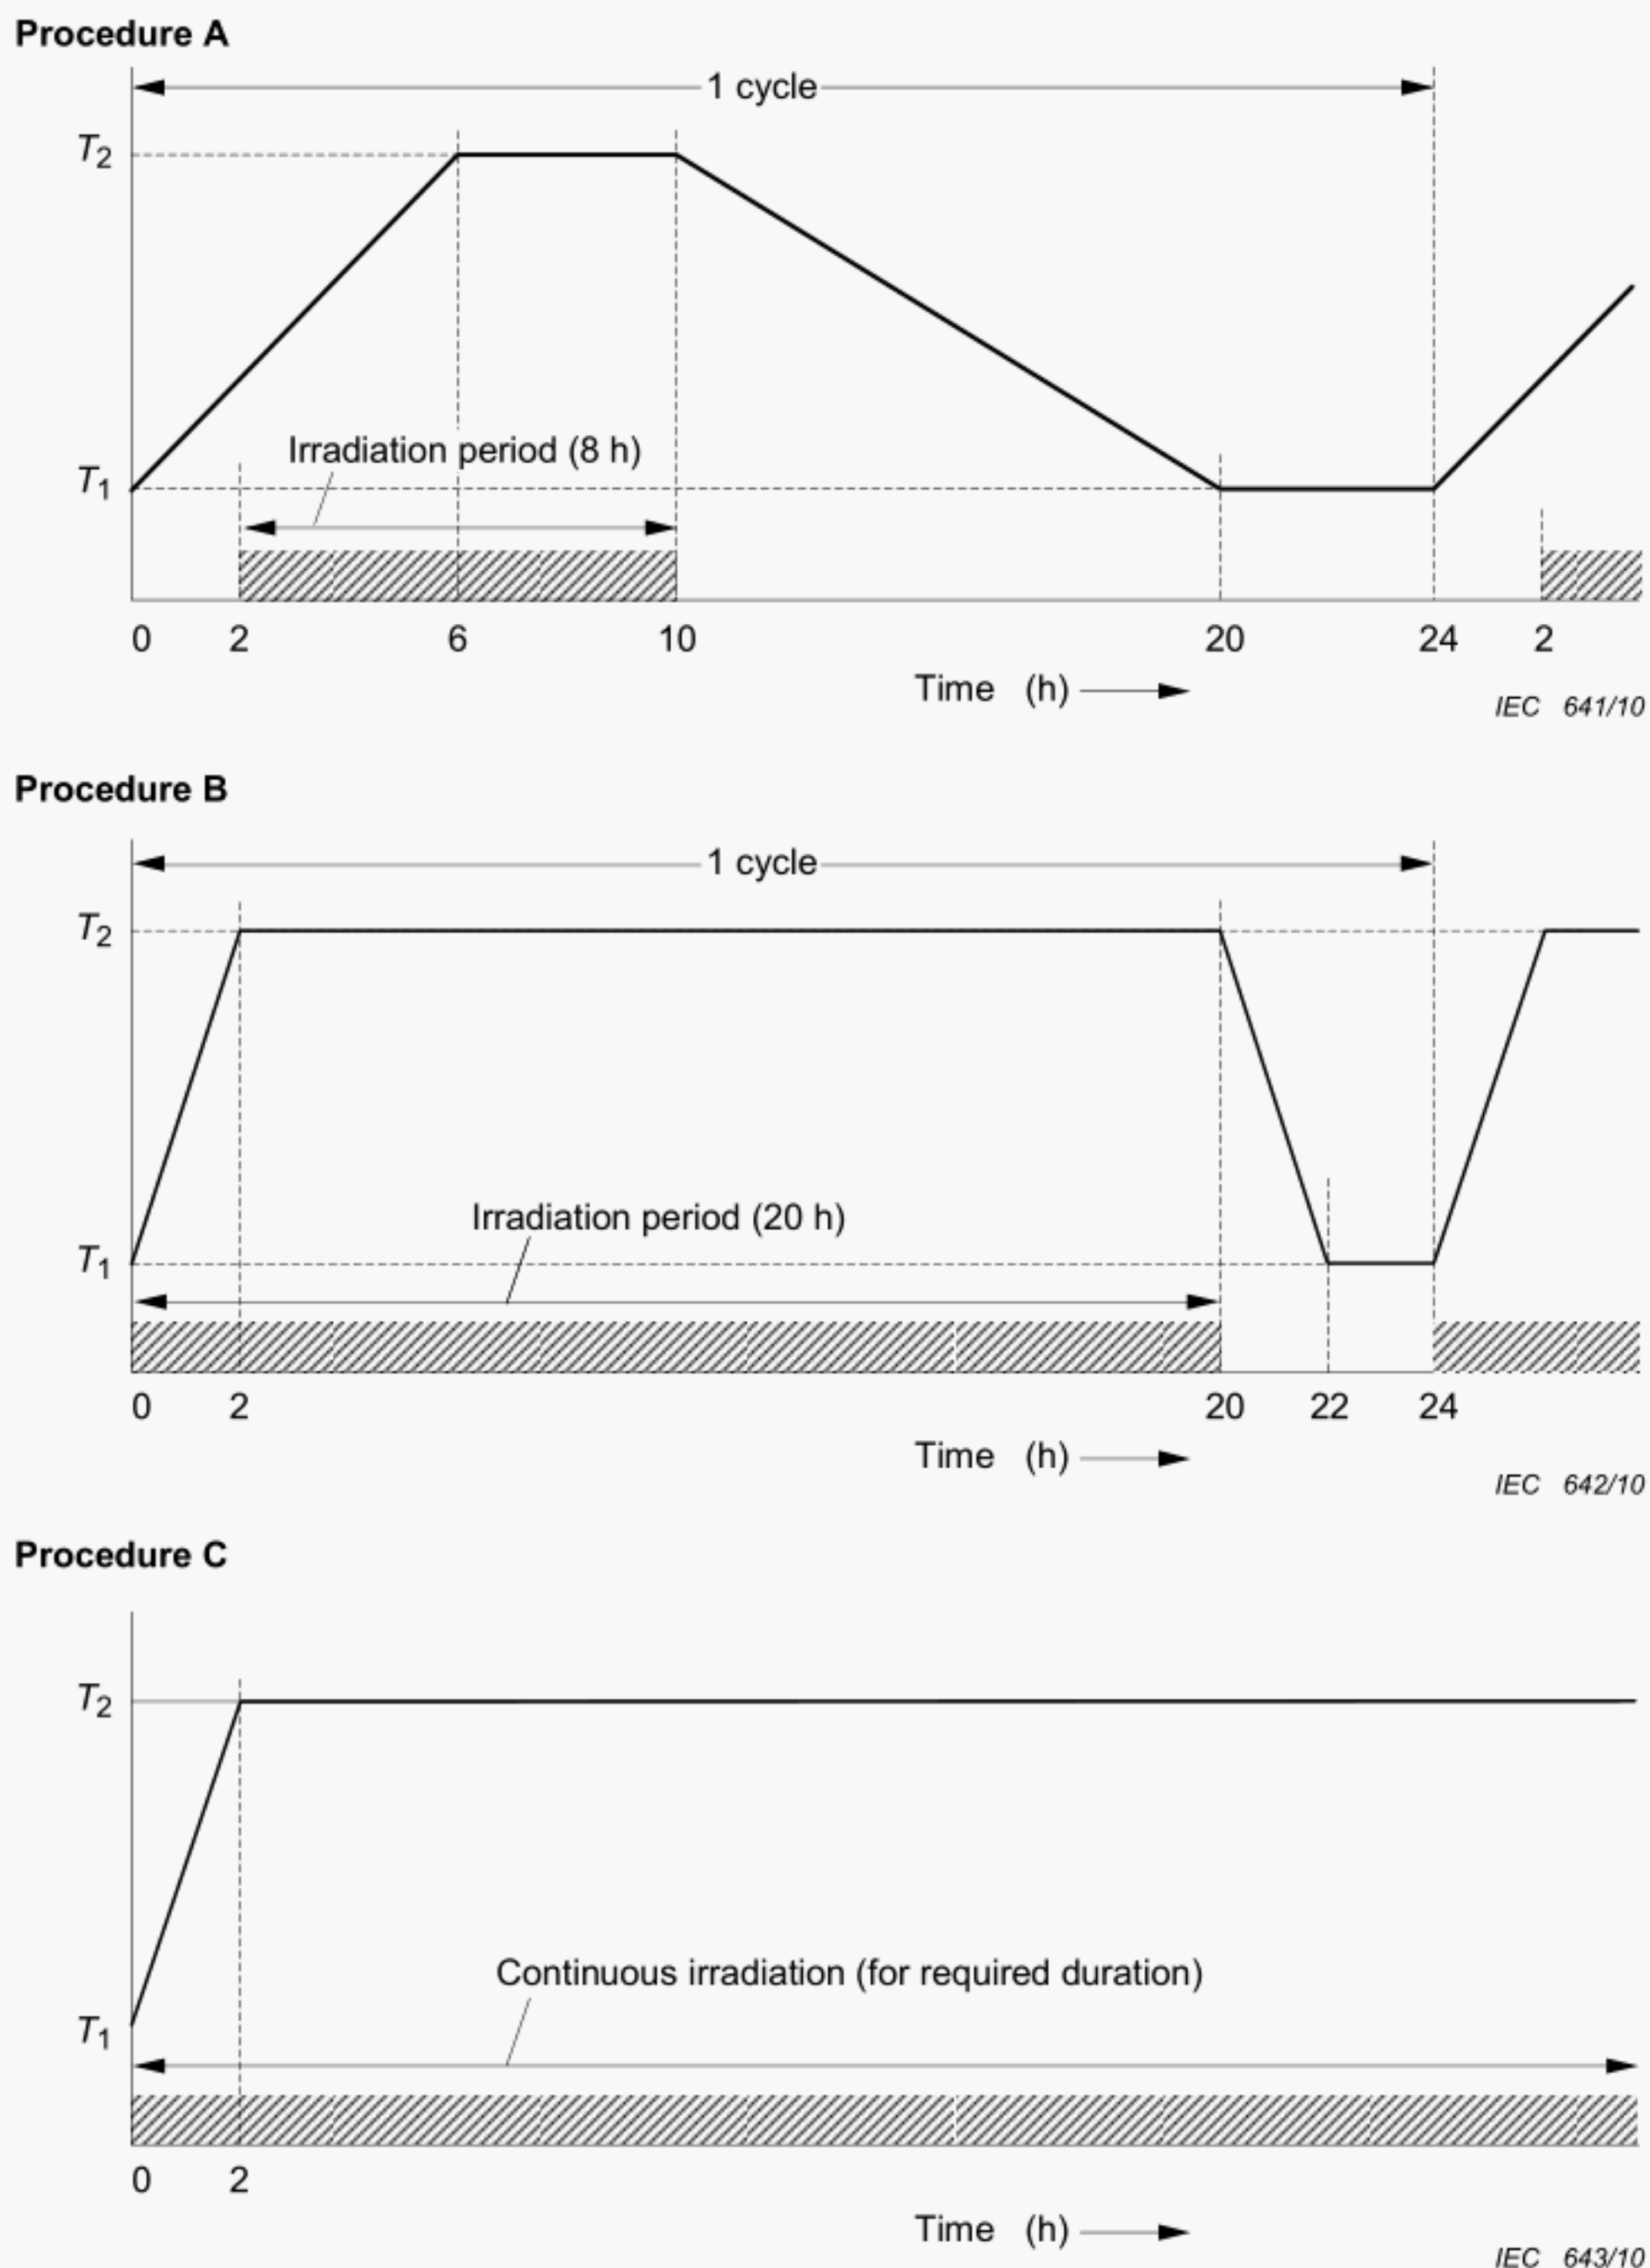 Procedure A
1 cycle
T2
Irradiation period (8 h)
T1
0 2 6 10 20 24 2
Time (h)
IEC 641/10
Procedure B
1 cycle
T2
Irradiation period (20 h)
T1
0 2 20 22 24
Time (h)
IEC 642/10
Procedure C
T2
Continuous irradiation (for required duration)
T1
0 2
Time (h)
IEC 643/10